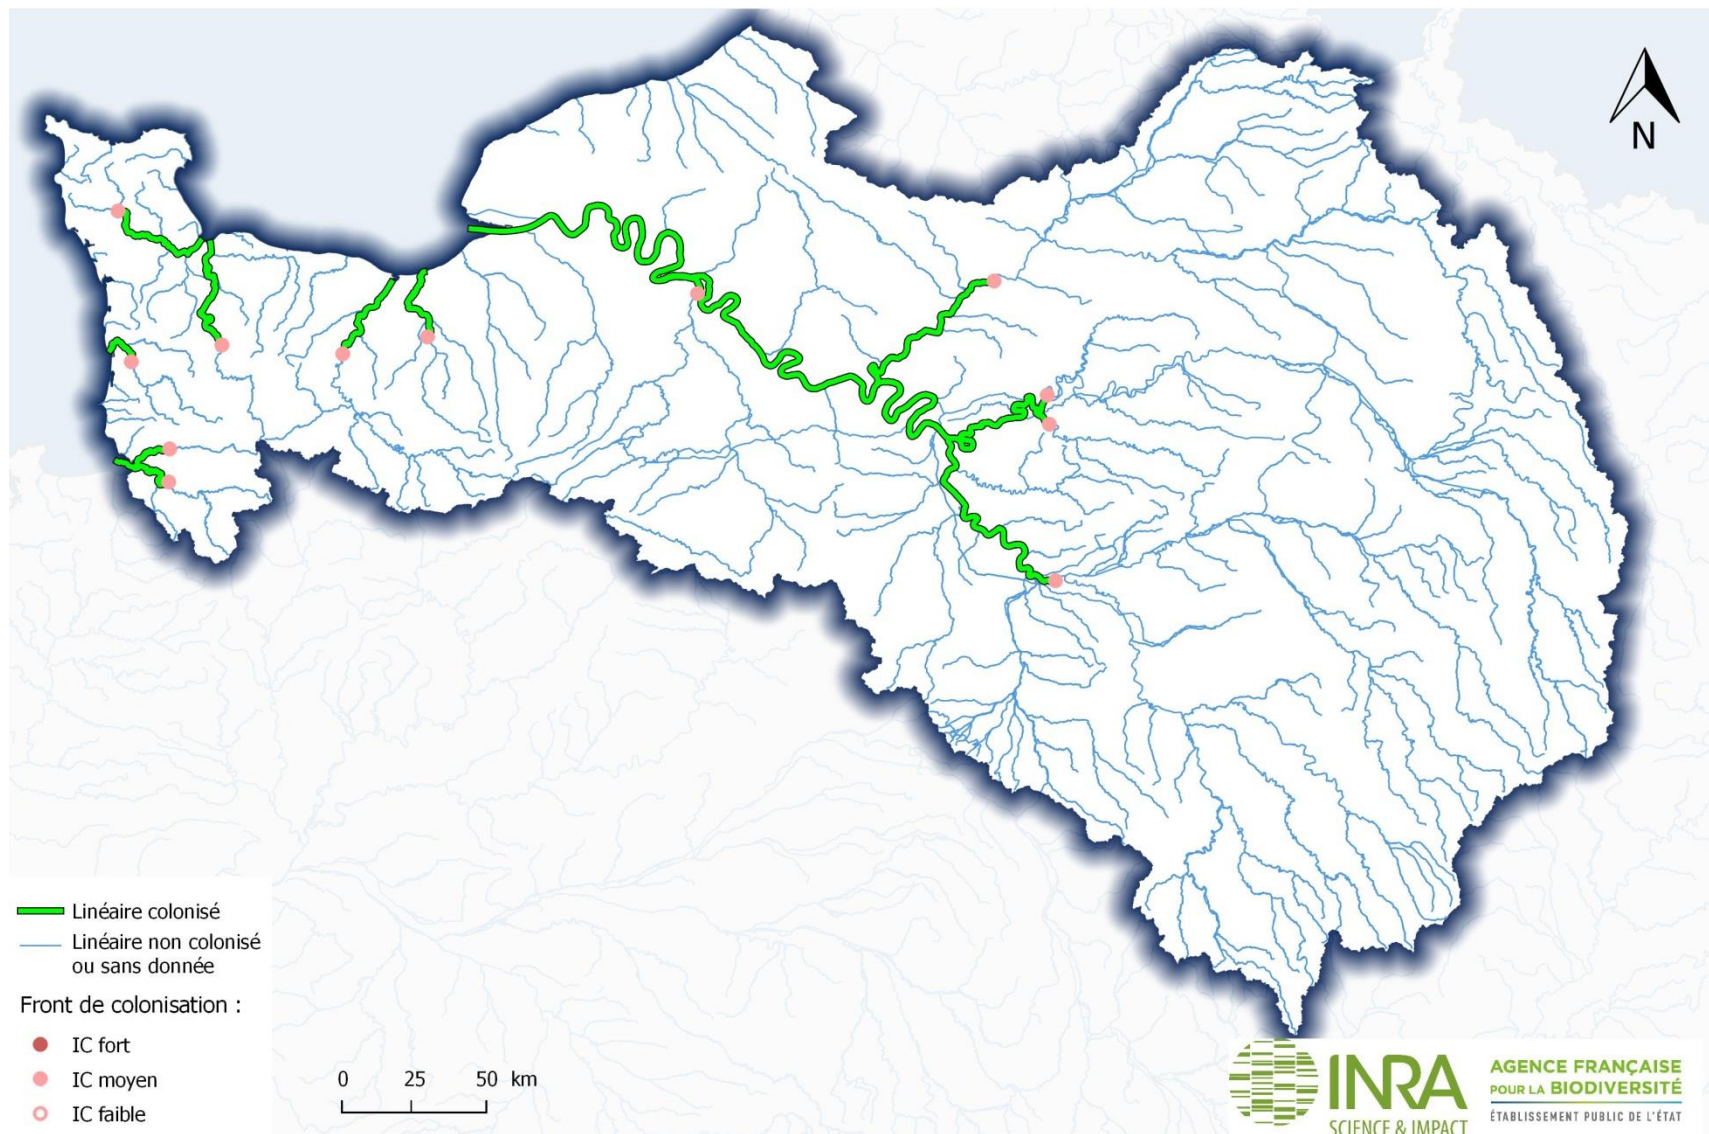 N
Linéaire colonisé
Linéaire non colonisé
ou sans donnée
Front de colonisation :
IC fort
IC moyen
IC faible
0 25 50 km
INRA
SCIENCE & IMPACT
AGENCE FRANÇAISE
POUR LA BIODIVERSITÉ
ÉTABLISSEMENT PUBLIC DE L'ÉTAT